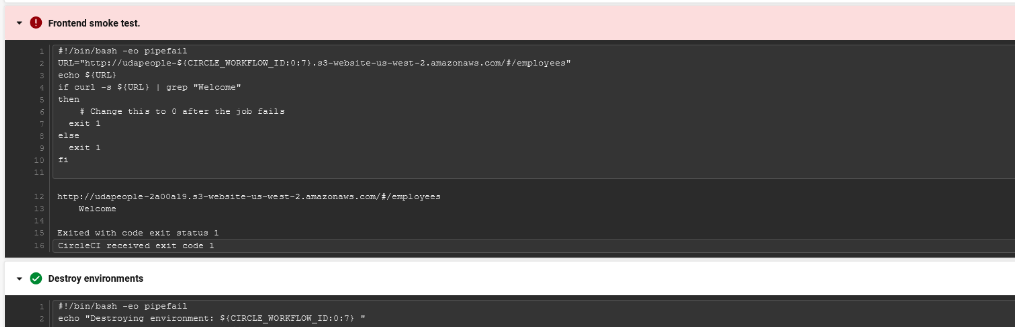 Frontend smoke test.
1 #!/bin/bash -eo pipefail
2 URL="http://udapeople-${CIRCLE_WORKFLOW_ID:0:7}.s3-website-us-west-2.amazonaws.com/#/employees"
3 echo ${URL}
4 if curl -s ${URL} | grep "Welcome"
5 then
6 # Change this to 0 after the job fails
7 exit 1
8 else
9 exit 1
10 fi
11
12 http://udapeople-2a00a19.s3-website-us-west-2.amazonaws.com/#/employees
13 Welcome
14
15 Exited with code exit status 1
16 CircleCI received exit code 1
Destroy environments
1 #!/bin/bash -eo pipefail
2 echo "Destroying environment: ${CIRCLE_WORKFLOW_ID:0:7} "